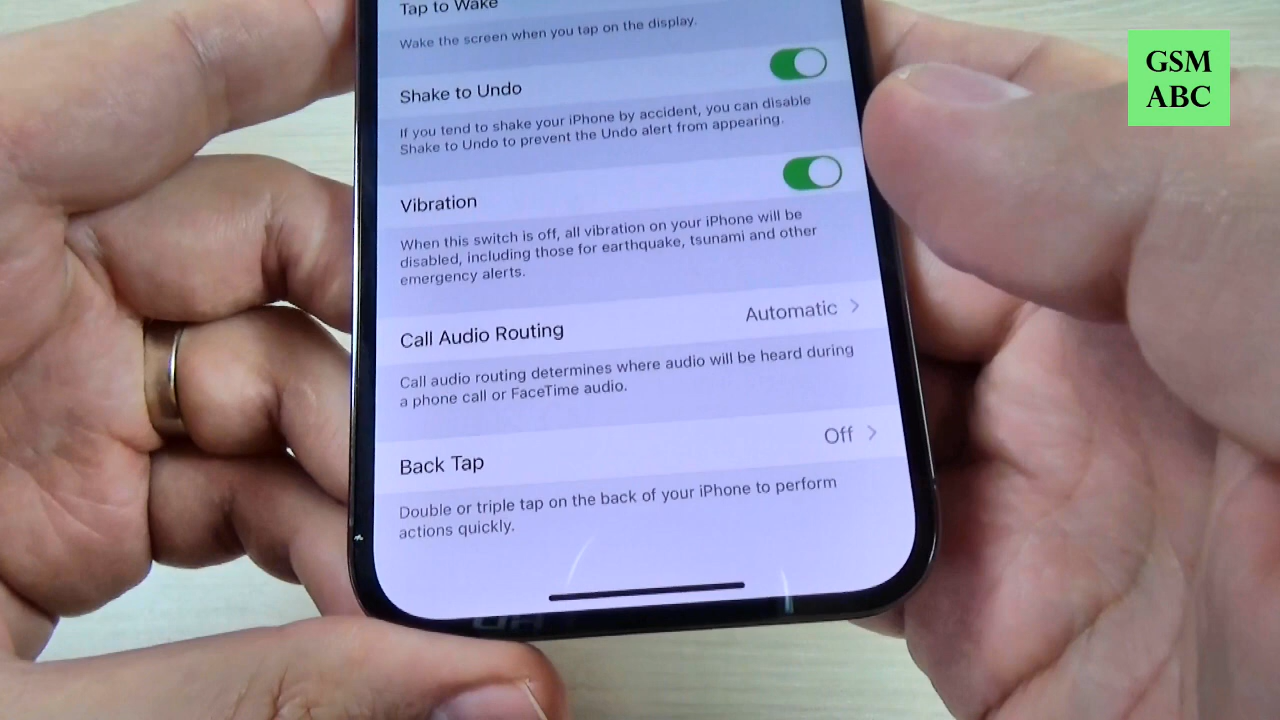 Tap to Wake
Wake the screen when you tap on the display.
Shake to Undo
If you tend to shake your iPhone by accident, you can disable
Shake to Undo to prevent the Undo alert from appearing.
Vibration
When this switch is off, all vibration on your iPhone will be
disabled, including those for earthquake, tsunami and other
emergency alerts.
Call Audio Routing Automatic
Call audio routing determines where audio will be heard during
a phone call or FaceTime audio.
Back Tap Off
Double or triple tap on the back of your iPhone to perform
actions quickly.
GSM
ABC